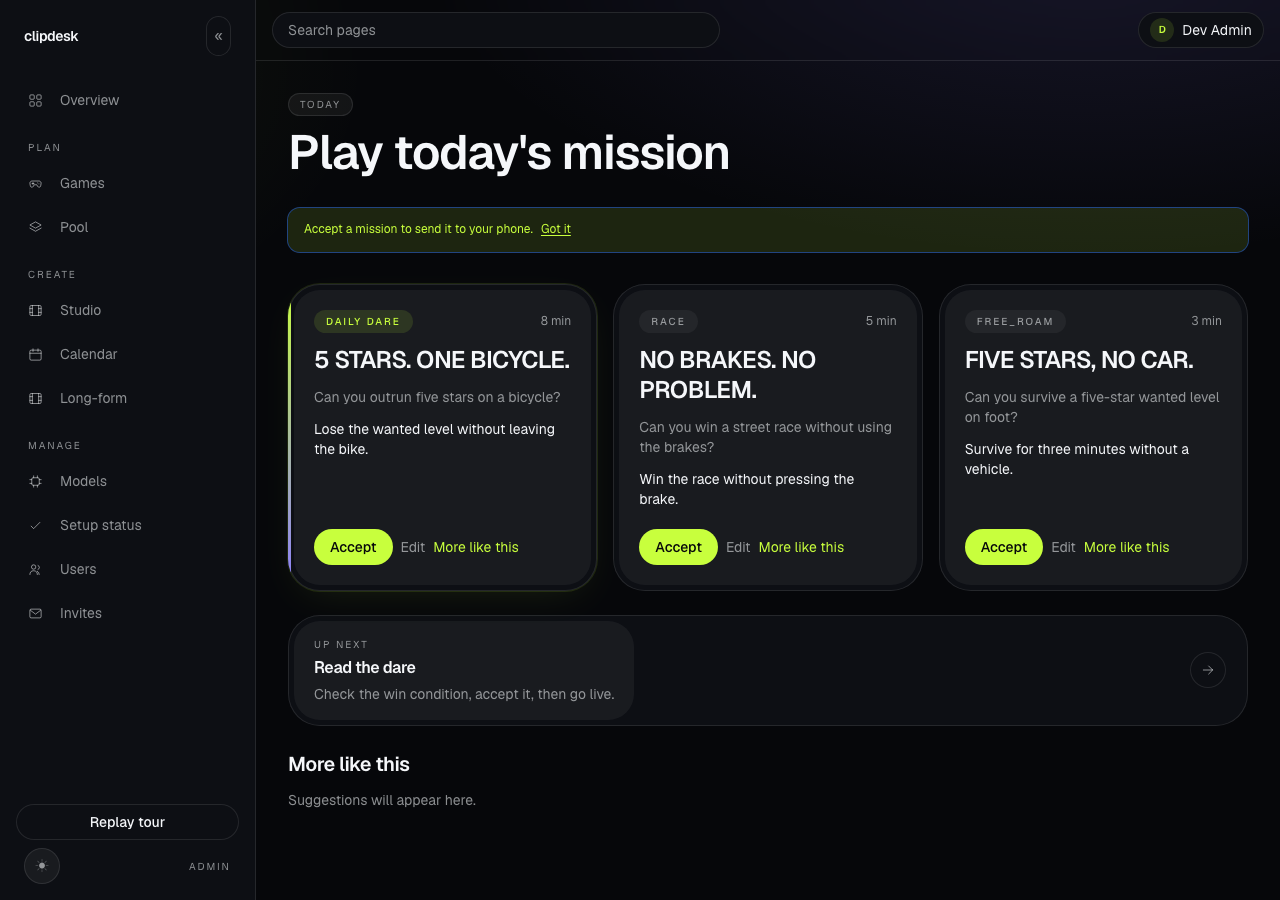 clipdesk
«
Search pages
D
Dev Admin
Overview
PLAN
Games
Pool
CREATE
Studio
Calendar
Long-form
MANAGE
Models
Setup status
Users
Invites
Replay tour
ADMIN
TODAY
Play today's mission
Accept a mission to send it to your phone. Got it
DAILY DARE
8 min
5 STARS. ONE BICYCLE.
Can you outrun five stars on a bicycle?
Lose the wanted level without leaving
the bike.
Accept Edit More like this
RACE
5 min
NO BRAKES. NO
PROBLEM.
Can you win a street race without using
the brakes?
Win the race without pressing the
brake.
Accept Edit More like this
FREE_ROAM
3 min
FIVE STARS, NO CAR.
Can you survive a five-star wanted level
on foot?
Survive for three minutes without a
vehicle.
Accept Edit More like this
UP NEXT
Read the dare
Check the win condition, accept it, then go live.
More like this
Suggestions will appear here.